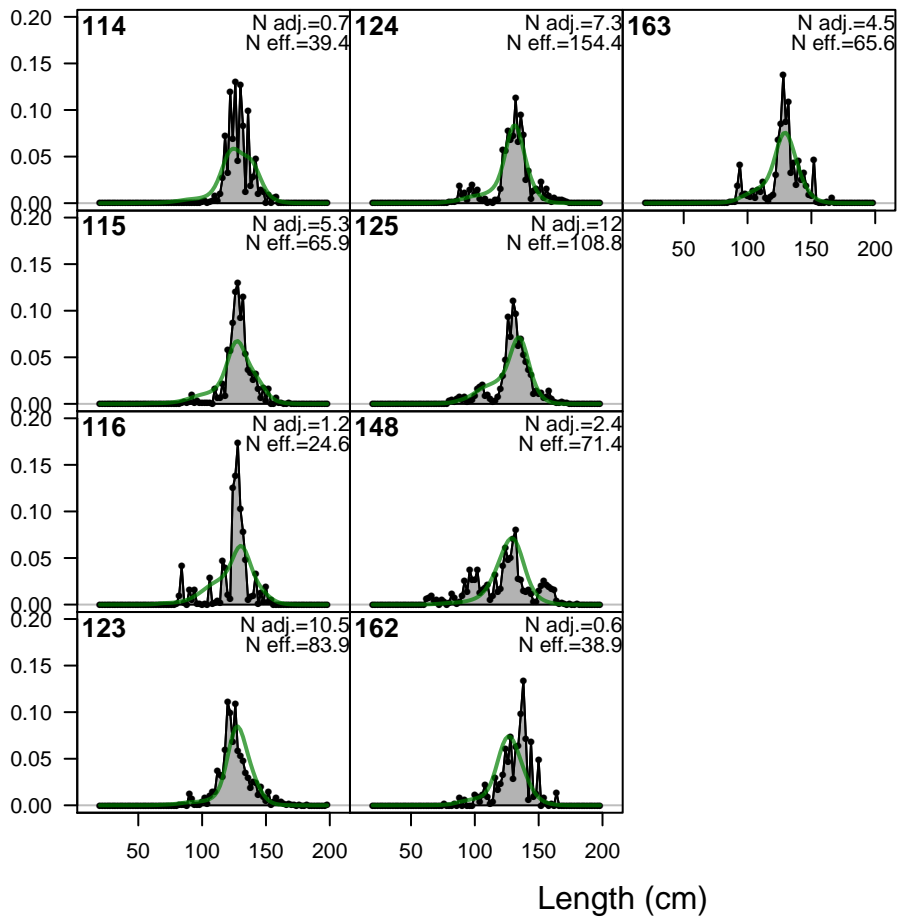 0.20
0.15
0.10
0.05
0.00
114
N adj.=0.7
N eff.=39.4
124
N adj.=7.3
N eff.=154.4
163
N adj.=4.5
N eff.=65.6
0.20
0.15
0.10
0.05
0.00
115
N adj.=5.3
N eff.=65.9
125
N adj.=12
N eff.=108.8
50 100 150 200
0.20
0.15
0.10
0.05
0.00
116
N adj.=1.2
N eff.=24.6
148
N adj.=2.4
N eff.=71.4
0.20
0.15
0.10
0.05
0.00
123
N adj.=10.5
N eff.=83.9
162
N adj.=0.6
N eff.=38.9
50 100 150 200
50 100 150 200
Length (cm)